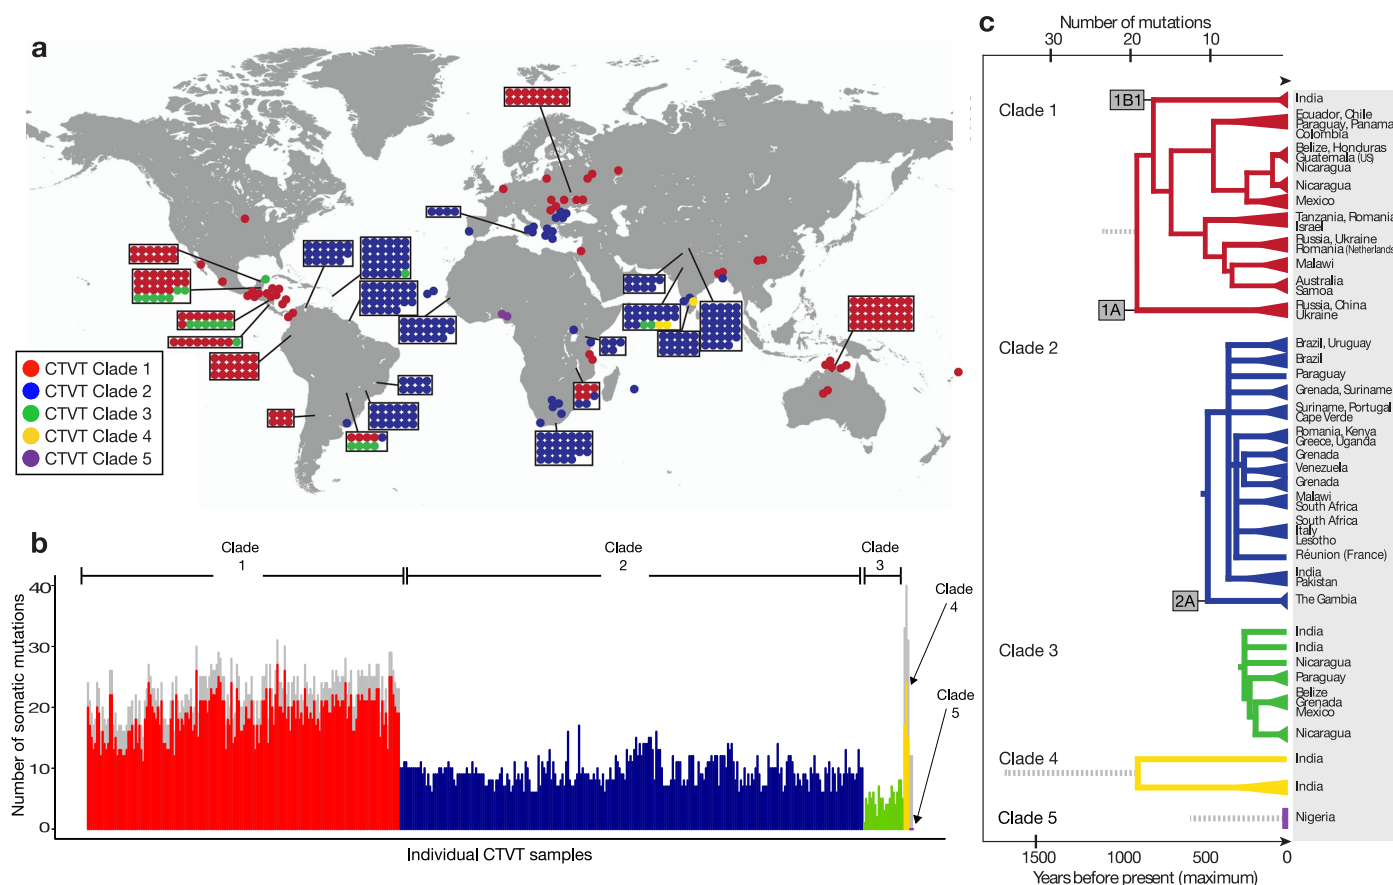 a
CTVT Clade 1
CTVT Clade 2
CTVT Clade 3
CTVT Clade 4
CTVT Clade 5
b
Clade
1
Clade
2
Clade
3
Clade
4
Clade
5
Number of somatic mutations
40
30
20
10
0
Individual CTVT samples
c
Number of mutations
30
20
10
Clade 1
1B1
1A
India
Ecuador, Chile
Paraguay, Panama
Colombia
Belize, Honduras
Guatemala (US)
Nicaragua
Nicaragua
Mexico
Tanzania, Romania
Israel
Russia, Ukraine
Romania (Netherlands)
Malawi
Australia
Samoa
Russia, China
Ukraine
Clade 2
2A
Brazil, Uruguay
Brazil
Paraguay
Grenada, Suriname
Suriname, Portugal
Cape Verde
Romania, Kenya
Greece, Uganda
Grenada
Venezuela
Grenada
Malawi
South Africa
South Africa
Italy
Lesotho
Réunion (France)
India
Pakistan
The Gambia
Clade 3
India
India
Nicaragua
Paraguay
Belize
Grenada
Mexico
Nicaragua
Clade 4
India
India
Clade 5
Nigeria
1500
1000
500
0
Years before present (maximum)